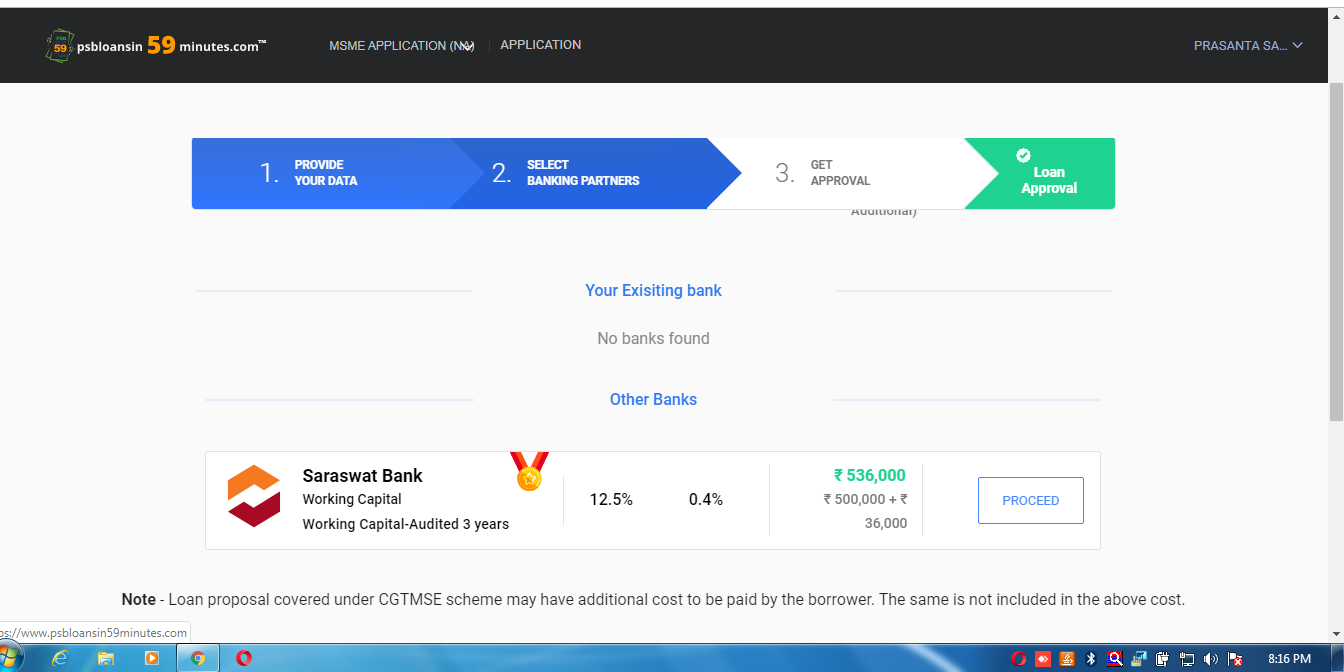 PSB
59
psbloansin 59 minutes.com™
MSME APPLICATION (NA)
APPLICATION
PRASANTA SA...
1.
PROVIDE
YOUR DATA
2.
SELECT
BANKING PARTNERS
3.
GET
APPROVAL
Loan
Approval
Additional)
Your Exisiting bank
No banks found
Other Banks
Saraswat Bank
Working Capital
Working Capital-Audited 3 years
12.5%
0.4%
₹ 536,000
₹ 500,000 + ₹
36,000
PROCEED
Note - Loan proposal covered under CGTMSE scheme may have additional cost to be paid by the borrower. The same is not included in the above cost.
ps://www.psbloansin59minutes.com
8:16 PM